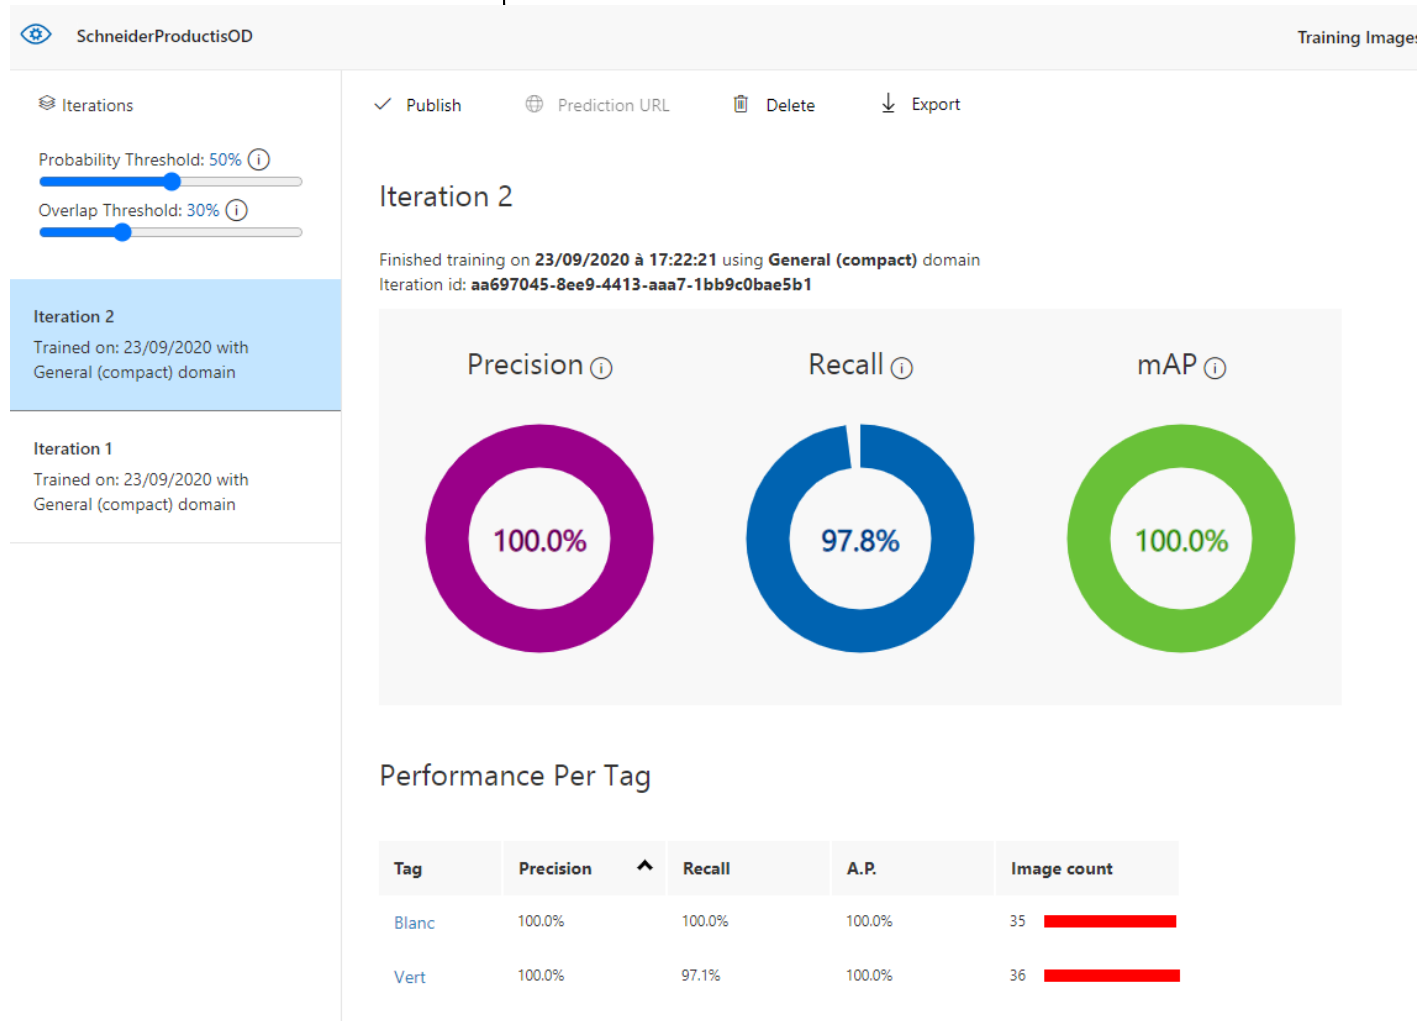 SchneiderProductisOD
Training Images
Iterations
Probability Threshold: 50%
Overlap Threshold: 30%
Iteration 2
Trained on: 23/09/2020 with
General (compact) domain
Iteration 1
Trained on: 23/09/2020 with
General (compact) domain
Publish Prediction URL Delete Export
Iteration 2
Finished training on 23/09/2020 à 17:22:21 using General (compact) domain
Iteration id: aa697045-8ee9-4413-aaa7-1bb9c0bae5b1
Precision Recall mAP
100.0% 97.8% 100.0%
Performance Per Tag
Tag Precision Recall A.P. Image count
Blanc 100.0% 100.0% 100.0% 35
Vert 100.0% 97.1% 100.0% 36